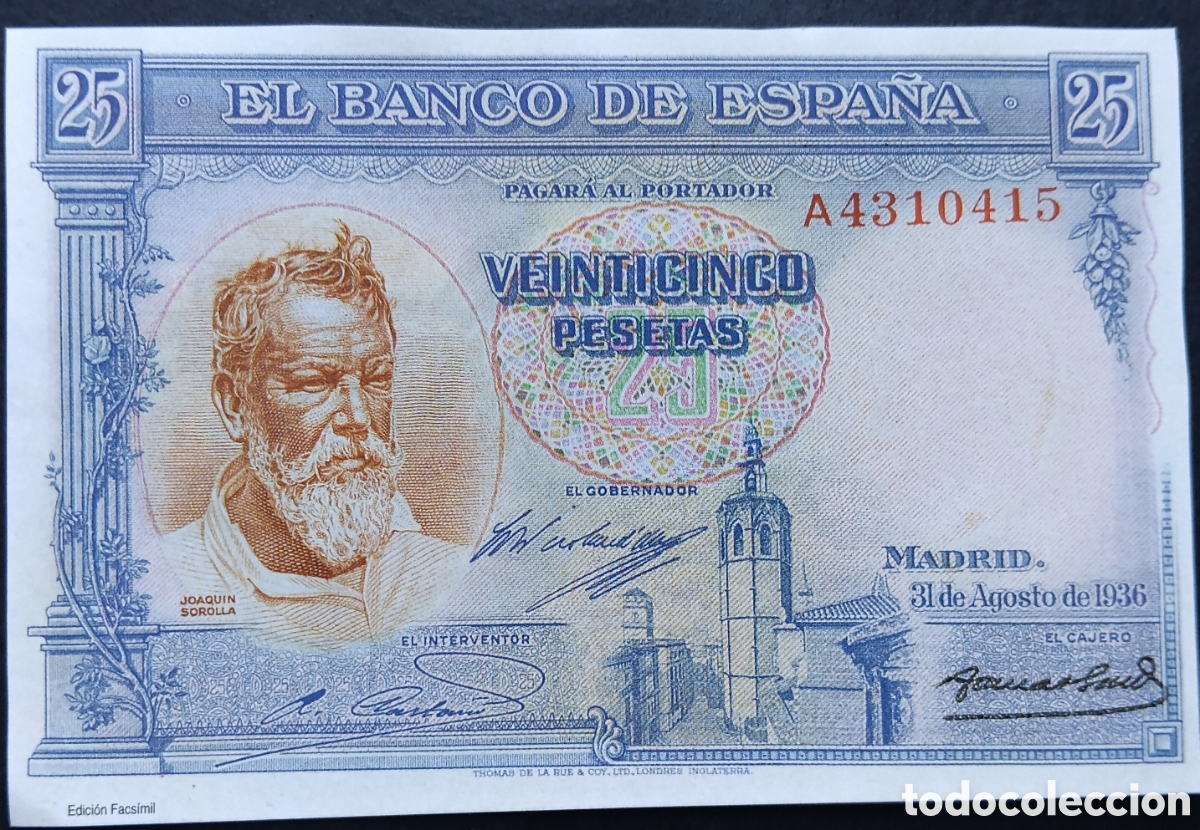 25 EL BANCO DE ESPAÑA 25
PAGARÁ AL PORTADOR
A4310415
VEINTICINCO
PESETAS
25
EL GOBERNADOR
MADRID.
31 de Agosto de 1936
JOAQUIN
SOROLLA
EL INTERVENTOR
EL CAJERO
THOMAS DE LA RUE & COY, LTD, LONDRES INGLATERRA.
Edición Facsímil
todocoleccion